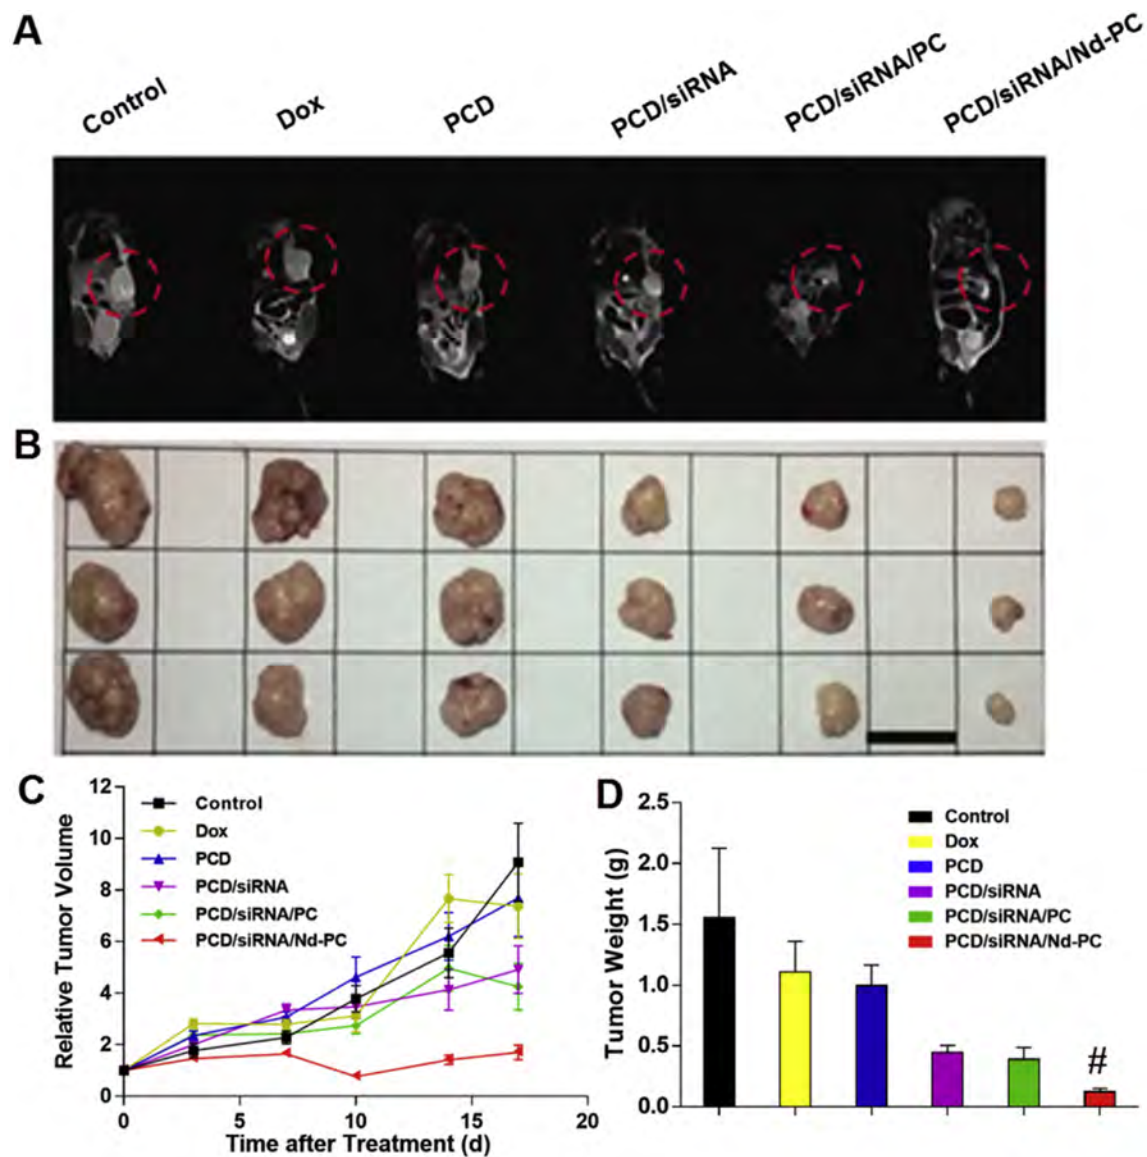 A
Control
Dox
PCD
PCD/siRNA
PCD/siRNA/PC
PCD/siRNA/Nd-PC
B
C
Relative Tumor Volume
12
10
8
6
4
2
0
Control
Dox
PCD
PCD/siRNA
PCD/siRNA/PC
PCD/siRNA/Nd-PC
0
5
10
15
20
Time after Treatment (d)
D
Tumor Weight (g)
2.5
2.0
1.5
1.0
0.5
0.0
Control
Dox
PCD
PCD/siRNA
PCD/siRNA/PC
PCD/siRNA/Nd-PC
#